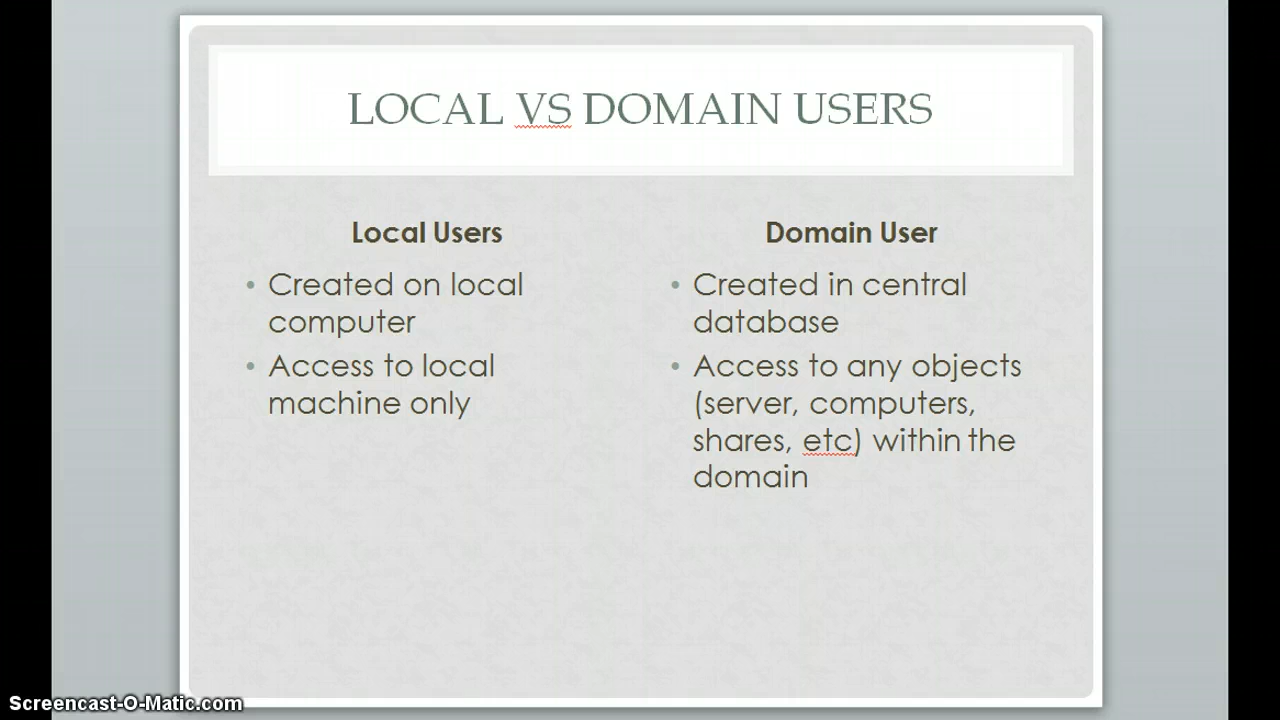 LOCAL VS DOMAIN USERS
Local Users
• Created on local
computer
• Access to local
machine only
Domain User
• Created in central
database
• Access to any objects
(server, computers,
shares, etc) within the
domain
Screencast-O-Matic.com